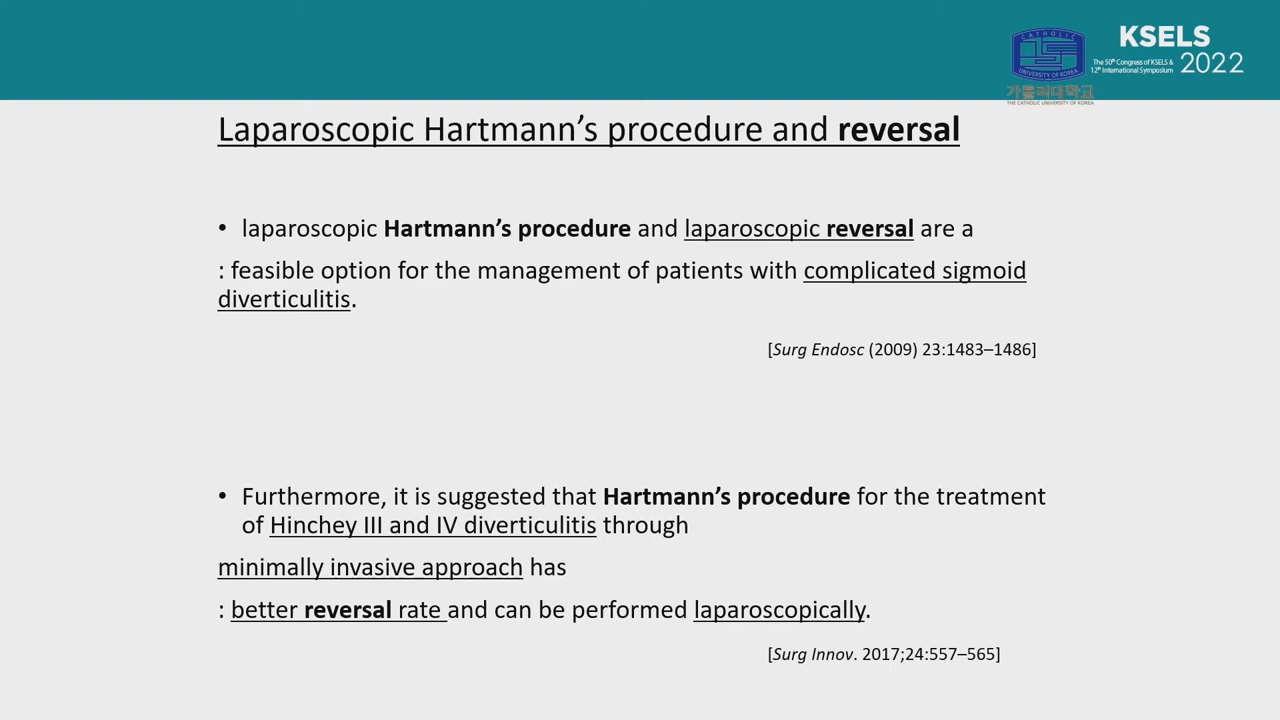 KSELS
The 50th Congress of KSELS &
12th International Symposium
2022
CATHOLIC
UNIVERSITY OF KOREA
가톨릭대학교
THE CATHOLIC UNIVERSITY OF KOREA
Laparoscopic Hartmann’s procedure and reversal
• laparoscopic Hartmann’s procedure and laparoscopic reversal are a
: feasible option for the management of patients with complicated sigmoid
diverticulitis.
[Surg Endosc (2009) 23:1483–1486]
• Furthermore, it is suggested that Hartmann’s procedure for the treatment
of Hinchey III and IV diverticulitis through
minimally invasive approach has
: better reversal rate and can be performed laparoscopically.
[Surg Innov. 2017;24:557–565]